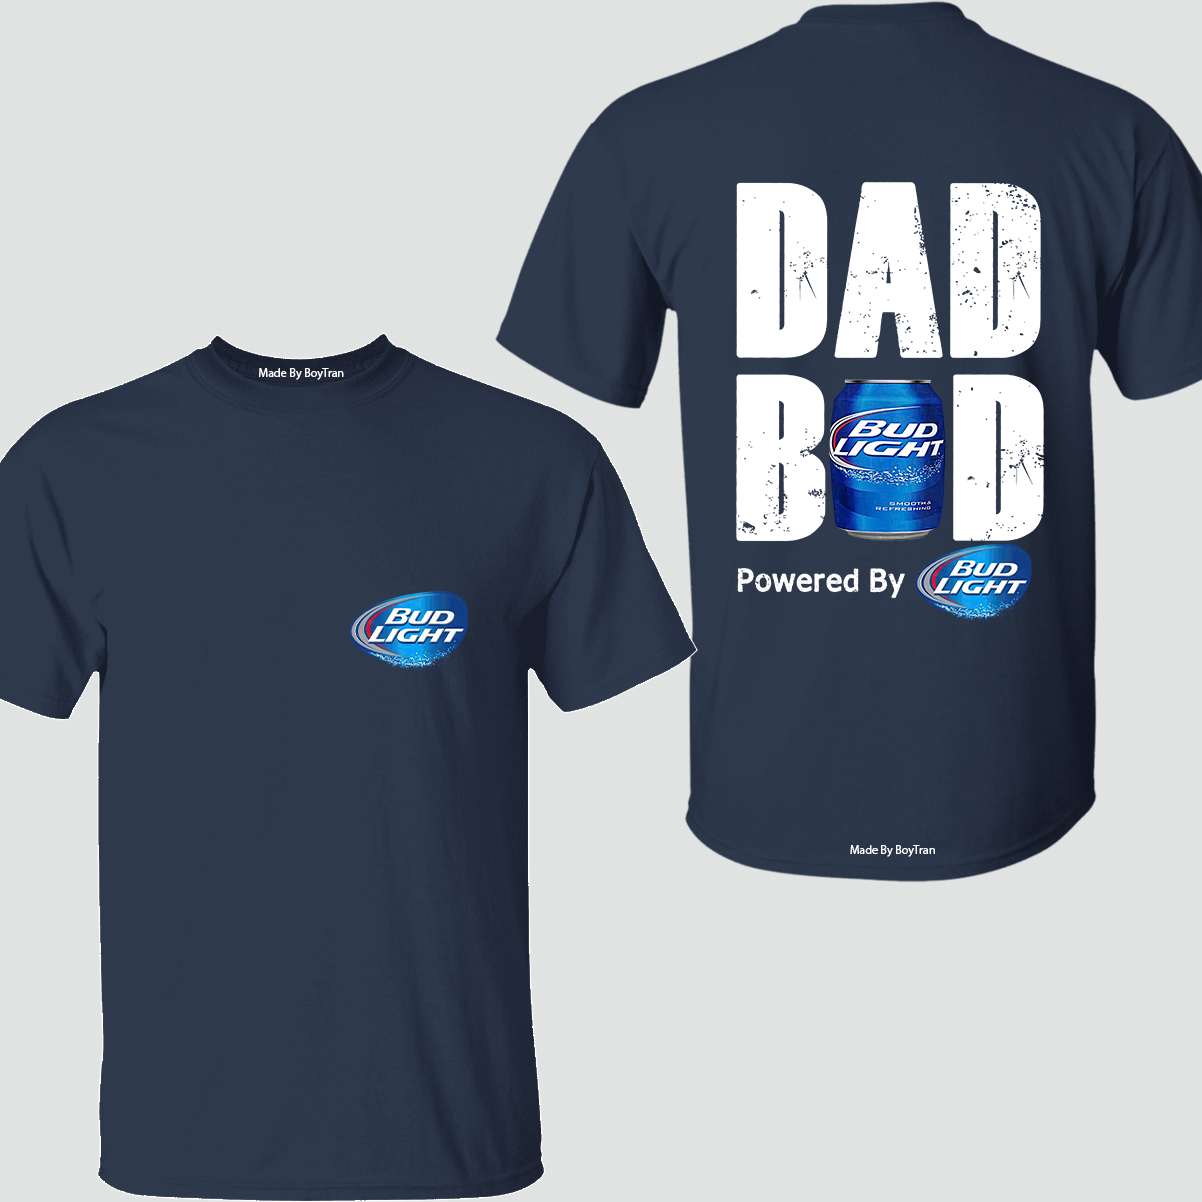 Made By BoyTran
BUD
LIGHT
DAD
B D
BUD
LIGHT
SMOOTH &
REFRESHING
Powered By
BUD
LIGHT
Made By BoyTran